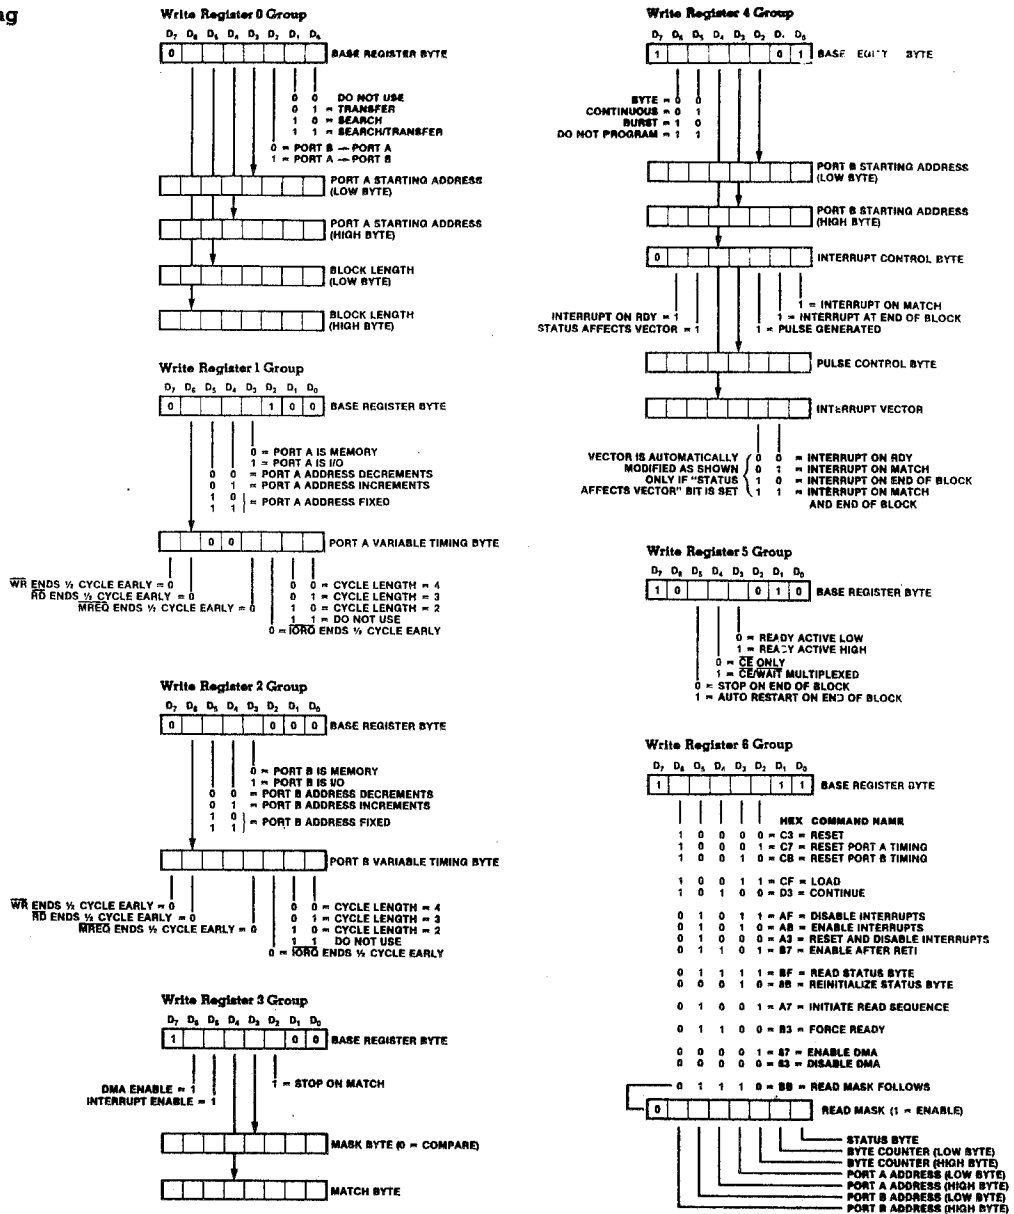 ng
Write Register 0 Group
D7 D6 D5 D4 D3 D2 D1 D0
0 BASE REGISTER BYTE
0 0 DO NOT USE
0 1 = TRANSFER
1 0 = SEARCH
1 1 = SEARCH/TRANSFER
0 = PORT B → PORT A
1 = PORT A → PORT B
PORT A STARTING ADDRESS
(LOW BYTE)
PORT A STARTING ADDRESS
(HIGH BYTE)
BLOCK LENGTH
(LOW BYTE)
BLOCK LENGTH
(HIGH BYTE)
Write Register 1 Group
D7 D6 D5 D4 D3 D2 D1 D0
0 1 0 0 BASE REGISTER BYTE
0 = PORT A IS MEMORY
1 = PORT A IS I/O
0 0 = PORT A ADDRESS DECREMENTS
0 1 = PORT A ADDRESS INCREMENTS
1 0
1 1 } = PORT A ADDRESS FIXED
0 0 PORT A VARIABLE TIMING BYTE
WR ENDS ½ CYCLE EARLY = 0
RD ENDS ½ CYCLE EARLY = 0
MREQ ENDS ½ CYCLE EARLY = 0
0 0 = CYCLE LENGTH = 4
0 1 = CYCLE LENGTH = 3
1 0 = CYCLE LENGTH = 2
1 1 = DO NOT USE
0 = IORQ ENDS ½ CYCLE EARLY
Write Register 2 Group
D7 D6 D5 D4 D3 D2 D1 D0
0 0 0 0 BASE REGISTER BYTE
0 = PORT B IS MEMORY
1 = PORT B IS I/O
0 0 = PORT B ADDRESS DECREMENTS
0 1 = PORT B ADDRESS INCREMENTS
1 0
1 1 } = PORT B ADDRESS FIXED
PORT B VARIABLE TIMING BYTE
WR ENDS ½ CYCLE EARLY = 0
RD ENDS ½ CYCLE EARLY = 0
MREQ ENDS ½ CYCLE EARLY = 0
0 0 = CYCLE LENGTH = 4
0 1 = CYCLE LENGTH = 3
1 0 = CYCLE LENGTH = 2
1 1 DO NOT USE
0 = IORQ ENDS ½ CYCLE EARLY
Write Register 3 Group
D7 D6 D5 D4 D3 D2 D1 D0
1 0 0 BASE REGISTER BYTE
DMA ENABLE = 1
INTERRUPT ENABLE = 1
1 = STOP ON MATCH
MASK BYTE (0 = COMPARE)
MATCH BYTE
Write Register 4 Group
D7 D6 D5 D4 D3 D2 D1 D0
1 0 1 BASE BYTE
BYTE = 0 0
CONTINUOUS = 0 1
BURST = 1 0
DO NOT PROGRAM = 1 1
PORT B STARTING ADDRESS
(LOW BYTE)
PORT B STARTING ADDRESS
(HIGH BYTE)
0 INTERRUPT CONTROL BYTE
INTERRUPT ON RDY = 1
STATUS AFFECTS VECTOR = 1
1 = INTERRUPT ON MATCH
1 = INTERRUPT AT END OF BLOCK
1 = PULSE GENERATED
PULSE CONTROL BYTE
INTERRUPT VECTOR
VECTOR IS AUTOMATICALLY
MODIFIED AS SHOWN
ONLY IF "STATUS
AFFECTS VECTOR" BIT IS SET
0 0 = INTERRUPT ON RDY
0 1 = INTERRUPT ON MATCH
1 0 = INTERRUPT ON END OF BLOCK
1 1 = INTERRUPT ON MATCH
AND END OF BLOCK
Write Register 5 Group
D7 D6 D5 D4 D3 D2 D1 D0
1 0 0 1 0 BASE REGISTER BYTE
0 = READY ACTIVE LOW
1 = READY ACTIVE HIGH
0 = CE ONLY
1 = CE/WAIT MULTIPLEXED
0 = STOP ON END OF BLOCK
1 = AUTO RESTART ON END OF BLOCK
Write Register 6 Group
D7 D6 D5 D4 D3 D2 D1 D0
1 1 1 BASE REGISTER BYTE
HEX COMMAND NAME
1 0 0 0 0 = C3 = RESET
1 0 0 0 1 = C7 = RESET PORT A TIMING
1 0 0 1 0 = CB = RESET PORT B TIMING
1 0 0 1 1 = CF = LOAD
1 0 1 0 0 = D3 = CONTINUE
0 1 0 1 1 = AF = DISABLE INTERRUPTS
0 1 0 1 0 = AB = ENABLE INTERRUPTS
0 1 0 0 0 = A3 = RESET AND DISABLE INTERRUPTS
0 1 1 0 1 = B7 = ENABLE AFTER RETI
0 1 1 1 1 = BF = READ STATUS BYTE
0 0 0 1 0 = 8B = REINITIALIZE STATUS BYTE
0 1 0 0 1 = A7 = INITIATE READ SEQUENCE
0 1 1 0 0 = B3 = FORCE READY
0 0 0 0 1 = 87 = ENABLE DMA
0 0 0 0 0 = 83 = DISABLE DMA
0 1 1 1 0 = BB = READ MASK FOLLOWS
0 READ MASK (1 = ENABLE)
STATUS BYTE
BYTE COUNTER (LOW BYTE)
BYTE COUNTER (HIGH BYTE)
PORT A ADDRESS (LOW BYTE)
PORT A ADDRESS (HIGH BYTE)
PORT B ADDRESS (LOW BYTE)
PORT B ADDRESS (HIGH BYTE)